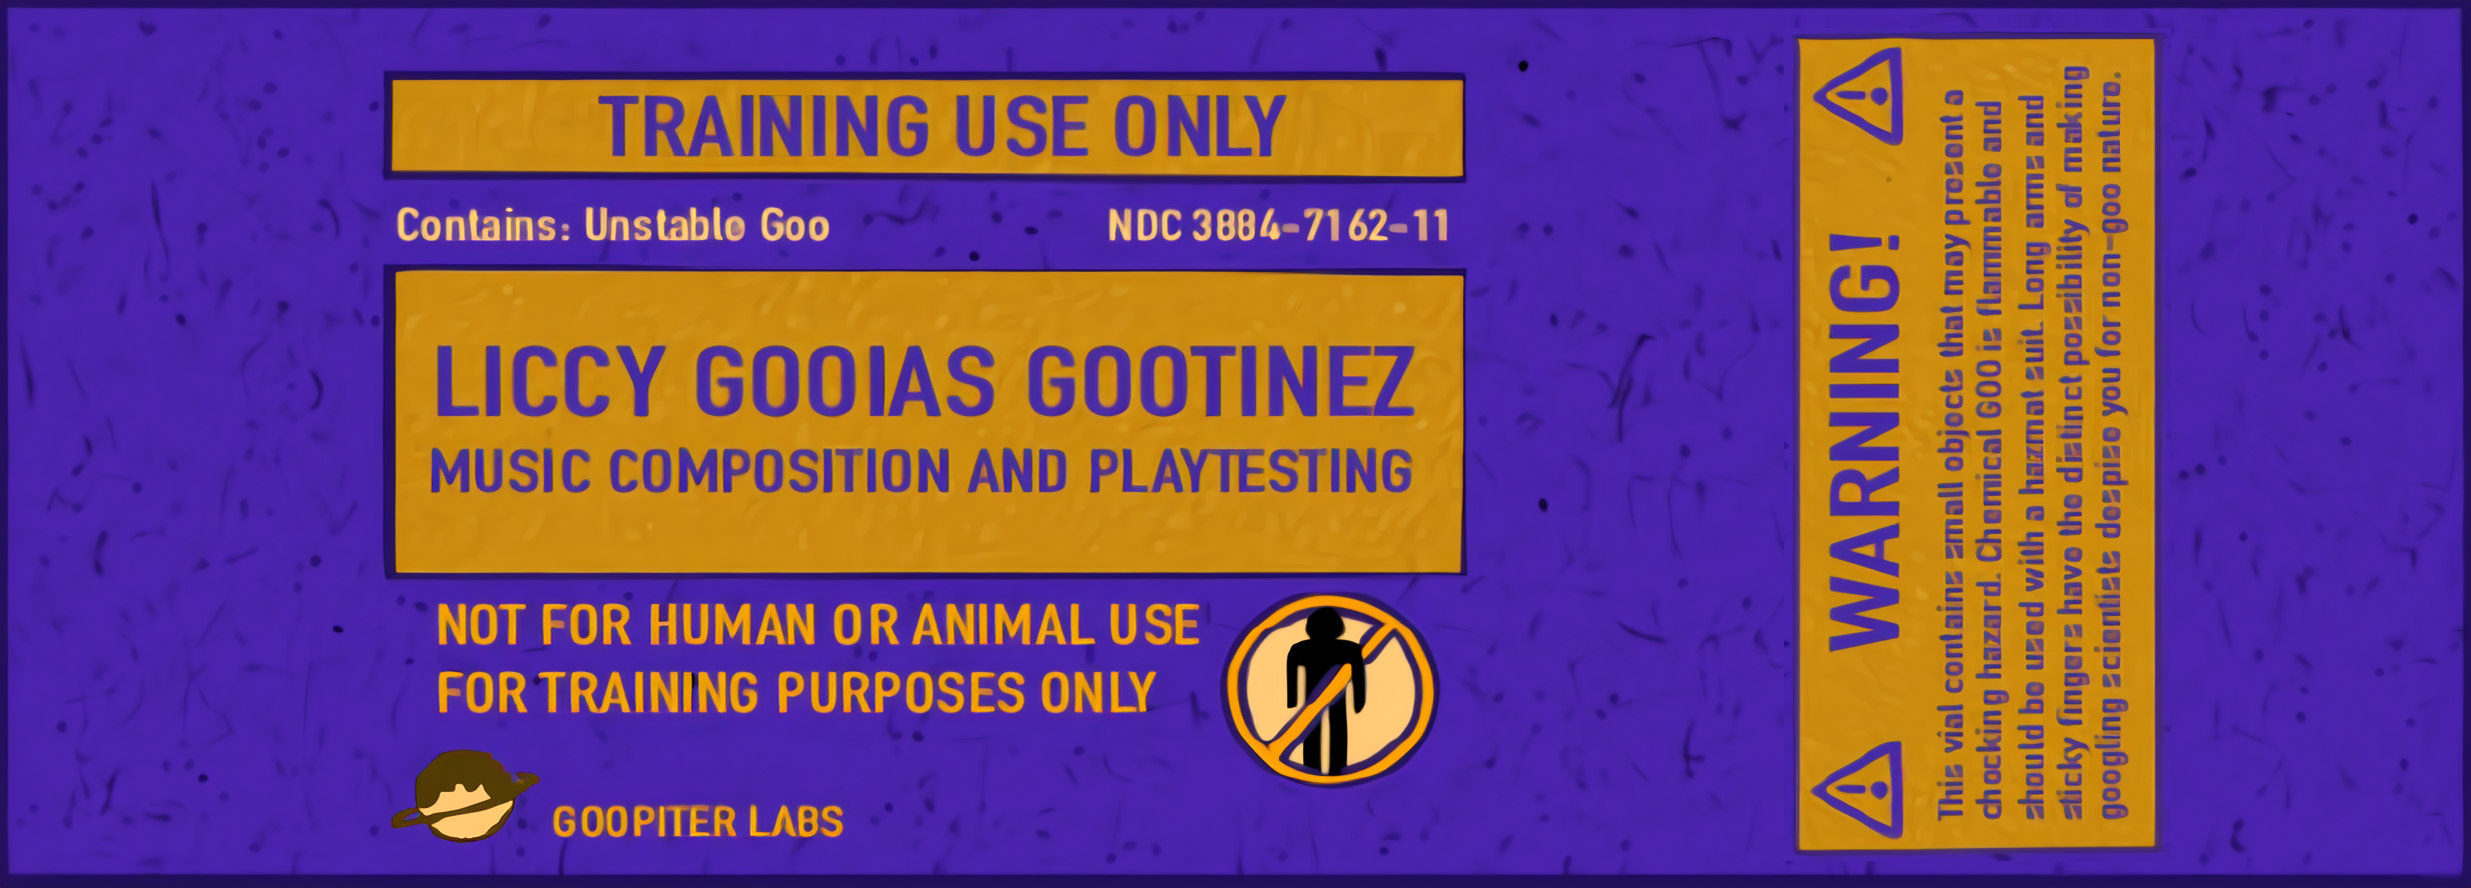 TRAINING USE ONLY
Contains: Unstable Goo
NDC 3884-7162-11
LICCY GOOIAS GOOTINEZ
MUSIC COMPOSITION AND PLAYTESTING
NOT FOR HUMAN OR ANIMAL USE
FOR TRAINING PURPOSES ONLY
GOOPITER LABS
WARNING!
This vial contains small objects that may present a
chocking hazard. Chemical GOO is flammable and
should be used with a hazmat suit. Long arms and
sticky fingers have the distinct possibility of making
googling scientists despise you for non-goo nature.